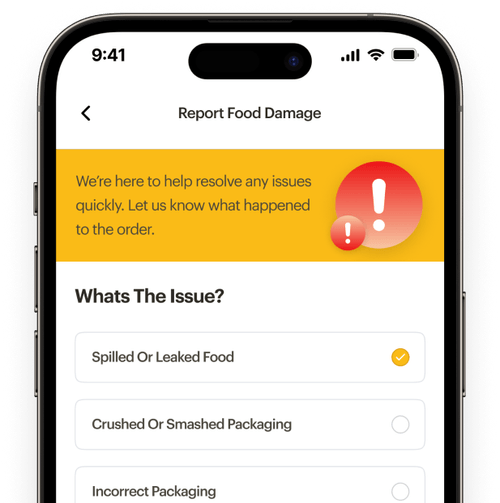 9:41
Report Food Damage
We're here to help resolve any issues
quickly. Let us know what happened
to the order.
Whats The Issue?
Spilled Or Leaked Food
Crushed Or Smashed Packaging
Incorrect Packaging